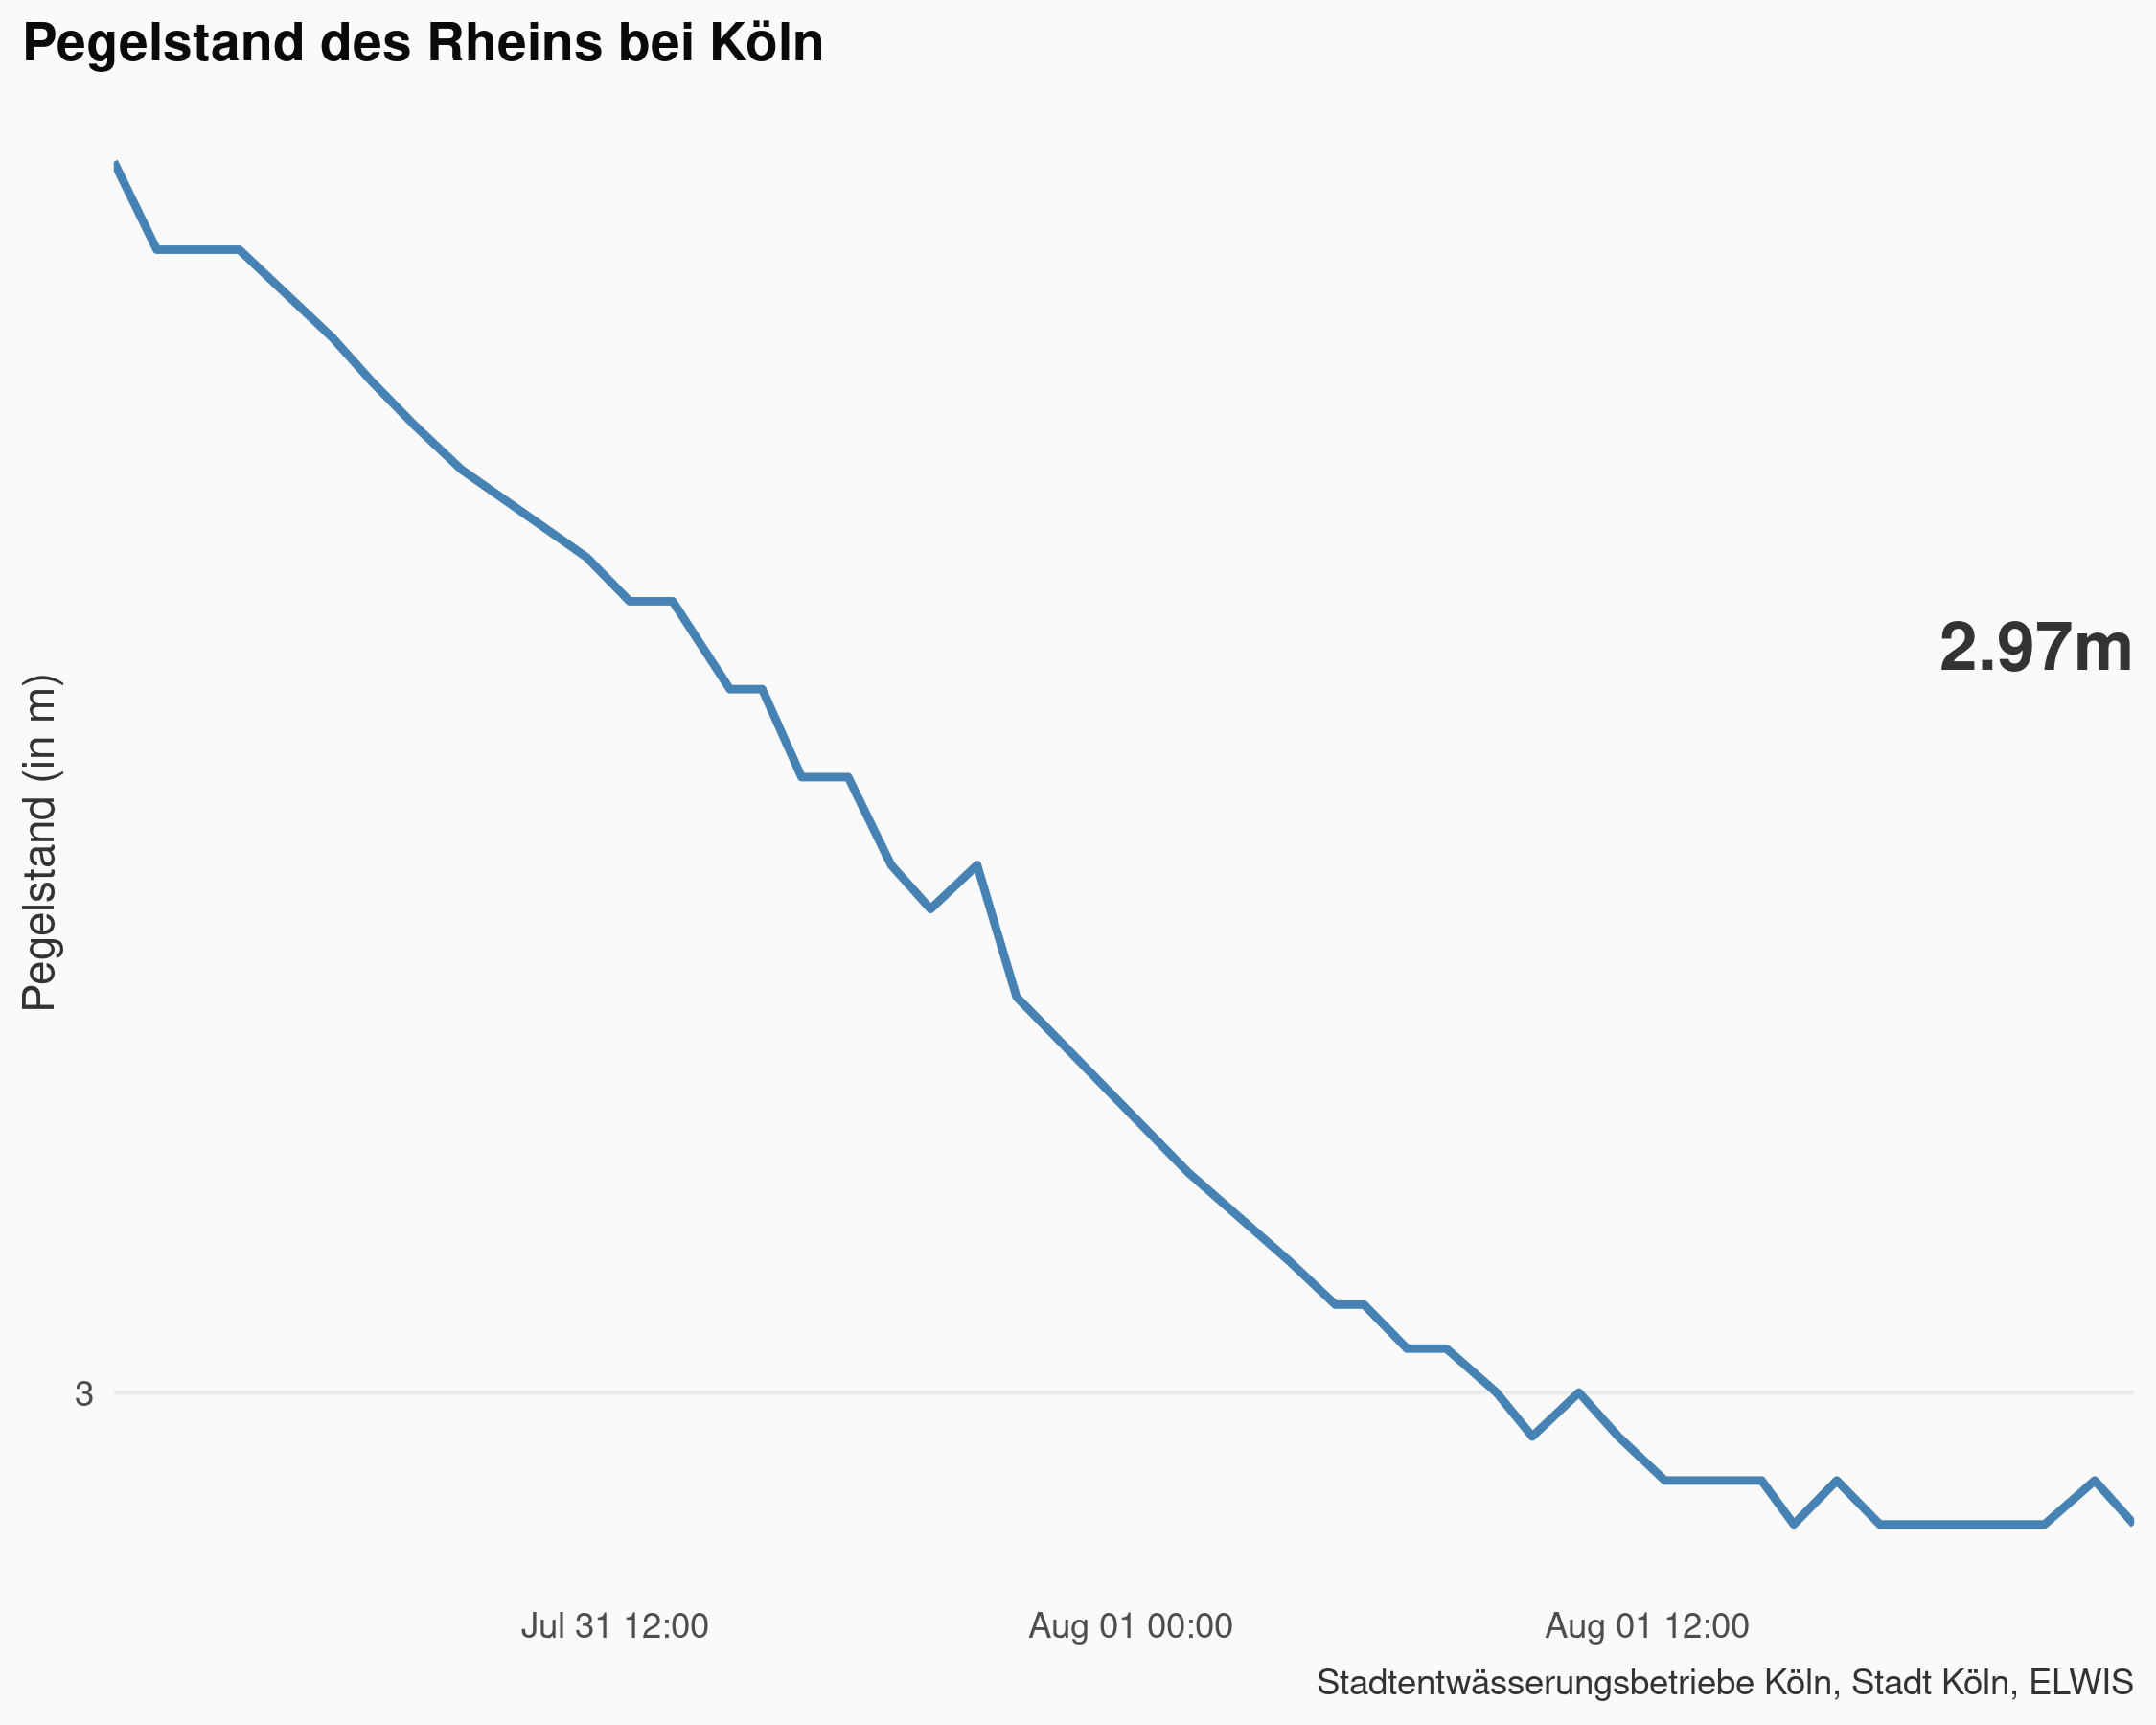 Pegelstand des Rheins bei Köln
2.97m
Pegelstand (in m)
3
Jul 31 12:00
Aug 01 00:00
Aug 01 12:00
Stadtentwässerungsbetriebe Köln, Stadt Köln, ELWIS